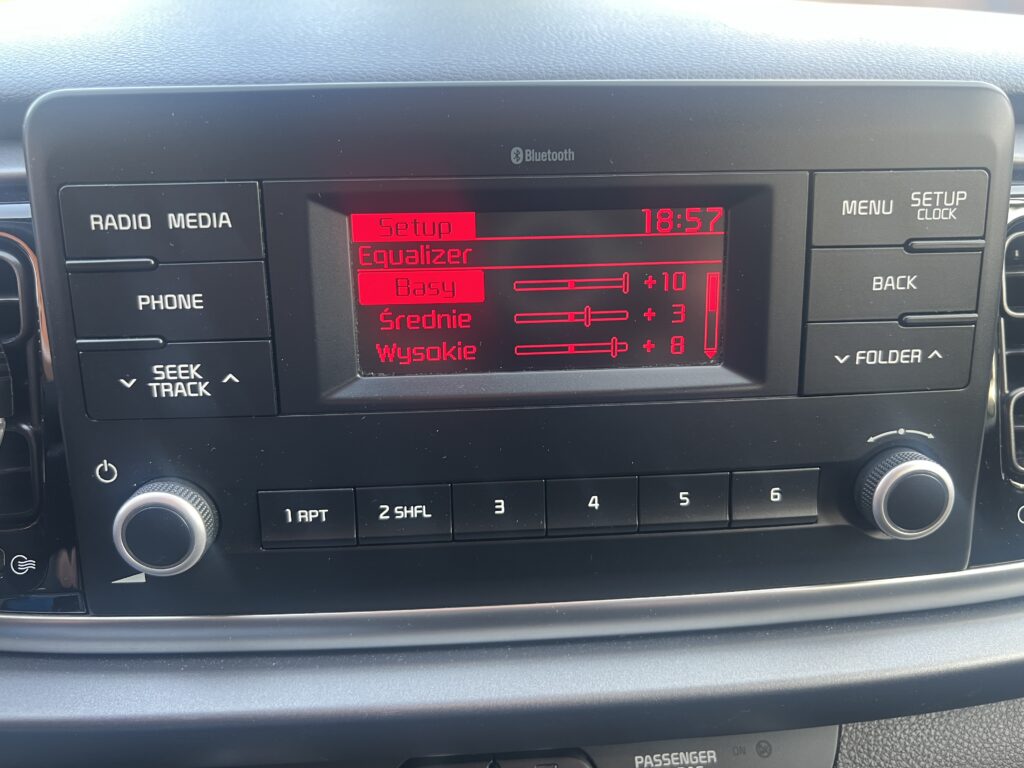 Bluetooth
RADIO MEDIA
PHONE
SEEK
TRACK
Setup 18:57
Equalizer
Basy +10
Średnie + 3
Wysokie + 8
MENU SETUP
CLOCK
BACK
FOLDER
1 RPT 2 SHFL 3 4 5 6
PASSENGER ON